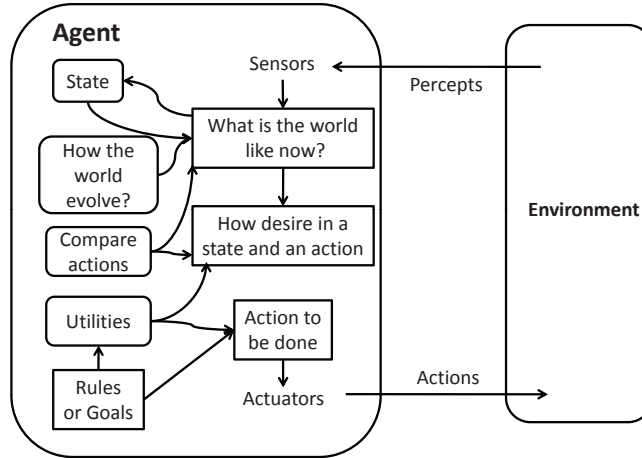 Agent
Sensors
State
Percepts
What is the world
like now?
How the
world
evolve?
Environment
How desire in a
state and an action
Compare
actions
Utilities
Action to
be done
Rules
or Goals
Actuators
Actions